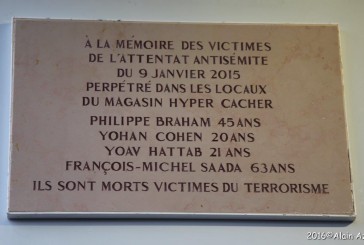 À LA MÉMOIRE DES VICTIMES
DE L'ATTENTAT ANTISÉMITE
DU 9 JANVIER 2015
PERPÉTRÉ DANS LES LOCAUX
DU MAGASIN HYPER CACHER
PHILIPPE BRAHAM 45 ANS
YOHAN COHEN 20 ANS
YOAV HATTAB 21 ANS
FRANÇOIS-MICHEL SAADA 63 ANS
ILS SONT MORTS VICTIMES DU TERRORISME
2016©Alain A.